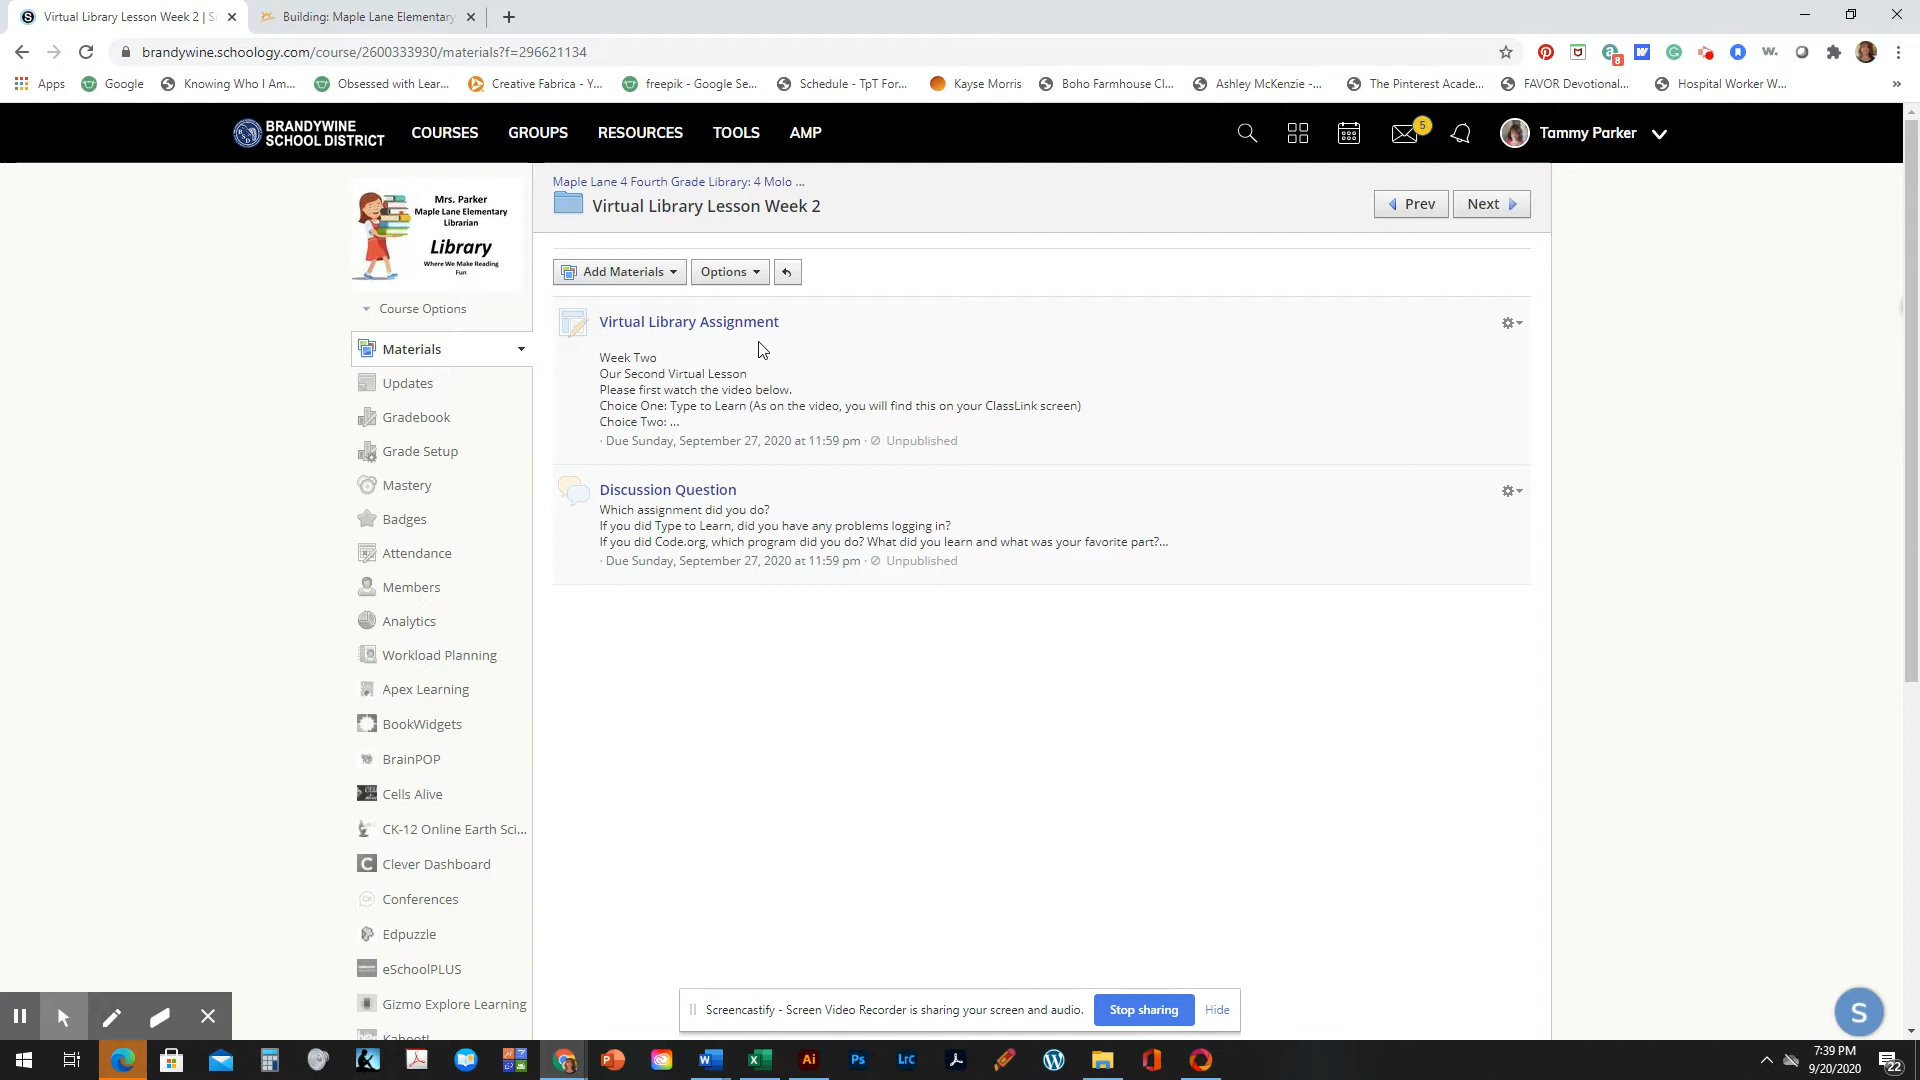 Virtual Library Lesson Week 2 | S
Building: Maple Lane Elementary
brandywine.schoology.com/course/2600333930/materials?f=296621134
8
Apps
Google
Knowing Who I Am...
Obsessed with Lear...
Creative Fabrica - Y...
freepik - Google Se...
Schedule - TpT For...
Kayse Morris
Boho Farmhouse Cl...
Ashley McKenzie -...
The Pinterest Acade...
FAVOR Devotional...
Hospital Worker W...
BRANDYWINE
SCHOOL DISTRICT
COURSES
GROUPS
RESOURCES
TOOLS
AMP
5
Tammy Parker
Mrs. Parker
Maple Lane Elementary
Librarian
Library
Where We Make Reading
Fun
Course Options
Materials
Updates
Gradebook
Grade Setup
Mastery
Badges
Attendance
Members
Analytics
Workload Planning
Apex Learning
BookWidgets
BrainPOP
Cells Alive
CK-12 Online Earth Sci...
Clever Dashboard
Conferences
Edpuzzle
eSchoolPLUS
Gizmo Explore Learning
Kahoot!
Maple Lane 4 Fourth Grade Library: 4 Molo ...
Virtual Library Lesson Week 2
Prev
Next
Add Materials
Options
Virtual Library Assignment
Week Two
Our Second Virtual Lesson
Please first watch the video below.
Choice One: Type to Learn (As on the video, you will find this on your ClassLink screen)
Choice Two: ...
· Due Sunday, September 27, 2020 at 11:59 pm · Unpublished
Discussion Question
Which assignment did you do?
If you did Type to Learn, did you have any problems logging in?
If you did Code.org, which program did you do? What did you learn and what was your favorite part?...
· Due Sunday, September 27, 2020 at 11:59 pm · Unpublished
Screencastify - Screen Video Recorder is sharing your screen and audio.
Stop sharing
Hide
S
Ai
Ps
Lrc
7:39 PM
9/20/2020
22